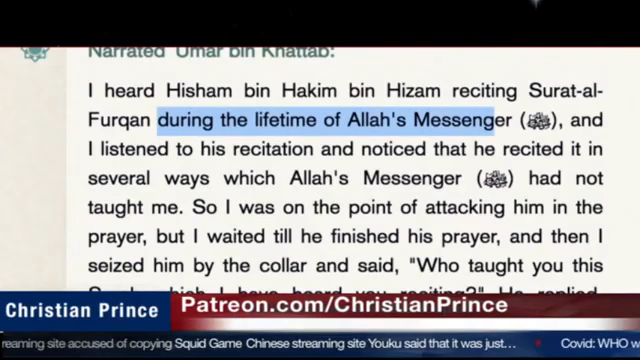 Narrated 'Umar bin Khattab:
I heard Hisham bin Hakim bin Hizam reciting Surat-al-
Furqan during the lifetime of Allah's Messenger (ﷺ), and
I listened to his recitation and noticed that he recited it in
several ways which Allah's Messenger (ﷺ) had not
taught me. So I was on the point of attacking him in the
prayer, but I waited till he finished his prayer, and then I
seized him by the collar and said, "Who taught you this
Christian Prince
Patreon.com/ChristianPrince
reaming site accused of copying Squid Game Chinese streaming site Youku said that it was just... Covid: WHO w